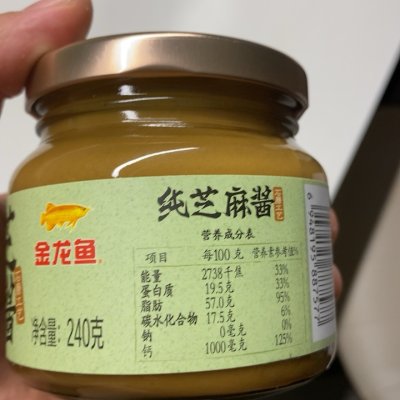 金龙鱼
净含量：240克
纯芝麻酱
营养成分表
项目 每100克 营养素参考值%
能量 2738千焦 33%
蛋白质 19.5克 33%
脂肪 57.0克 95%
碳水化合物 17.5克 6%
钠 0毫克 0%
钙 1000毫克 125%
6 948195 88757